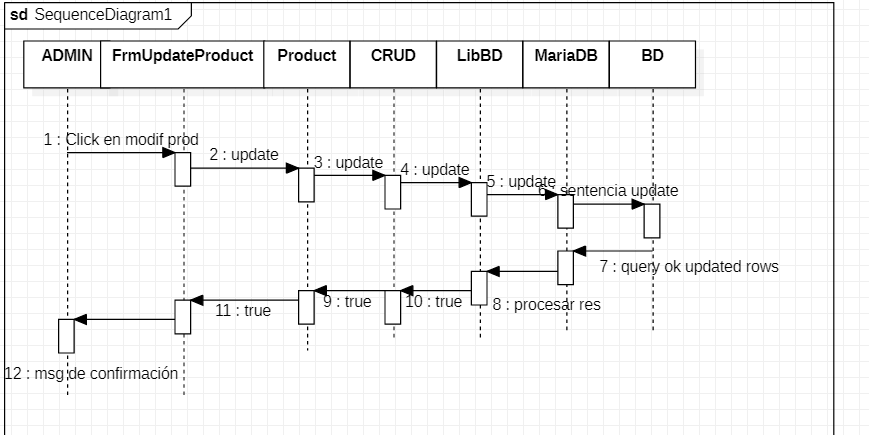 sd SequenceDiagram1
ADMIN
FrmUpdateProduct
Product
CRUD
LibBD
MariaDB
BD
1 : Click en modif prod
2 : update
3 : update
4 : update
5 : update
6 : sentencia update
7 : query ok updated rows
8 : procesar res
9 : true
10 : true
11 : true
12 : msg de confirmación